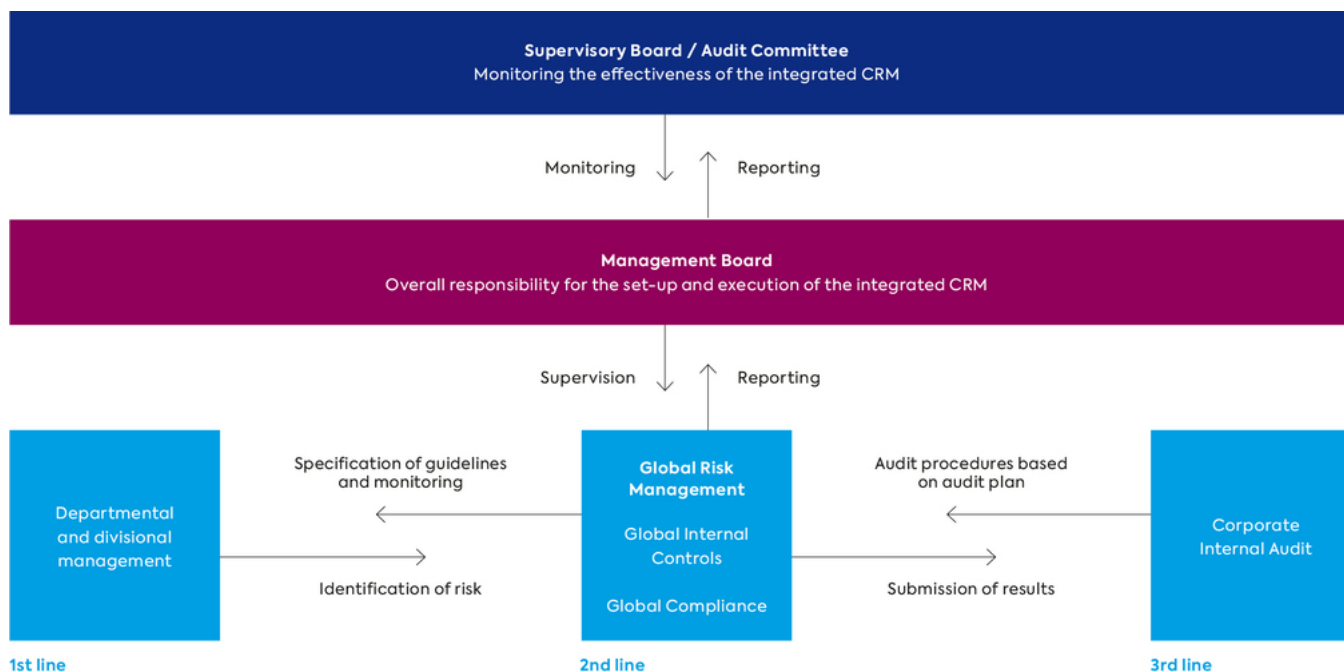 Supervisory Board / Audit Committee
Monitoring the effectiveness of the integrated CRM
Monitoring
Reporting
Management Board
Overall responsibility for the set-up and execution of the integrated CRM
Supervision
Reporting
Departmental
and divisional
management
Specification of guidelines
and monitoring
Identification of risk
Global Risk
Management
Global Internal
Controls
Global Compliance
Audit procedures based
on audit plan
Submission of results
Corporate
Internal Audit
1st line
2nd line
3rd line